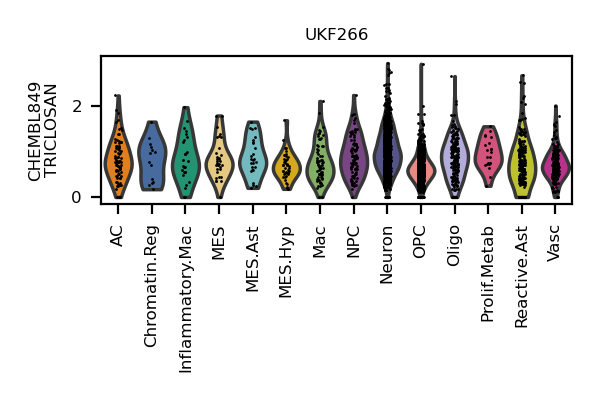 UKF266
CHEMBL849
TRICLOSAN
2
0
AC
Chromatin.Reg
Inflammatory.Mac
MES
MES.Ast
MES.Hyp
Mac
NPC
Neuron
OPC
Oligo
Prolif.Metab
Reactive.Ast
Vasc